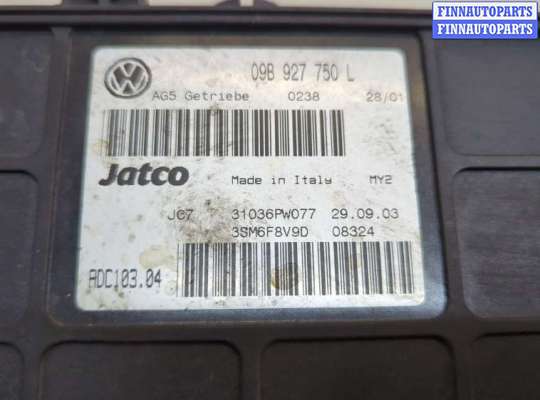 FINNAUTOPARTS
FINNAUTOPARTS
09B 927 750 L
AG5 Getriebe 0238 28/01
Jatco Made in Italy MY2
JC7 31036PW077 29.09.03
3SM6F8V9D 08324
ADC103.04